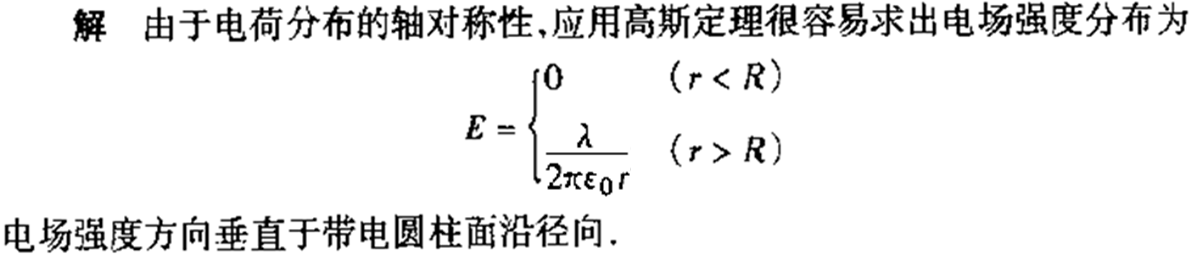 解 由于电荷分布的轴对称性,应用高斯定理很容易求出电场强度分布为
E = { 0 (r < R)
λ/(2πε₀r) (r > R)
电场强度方向垂直于带电圆柱面沿径向.